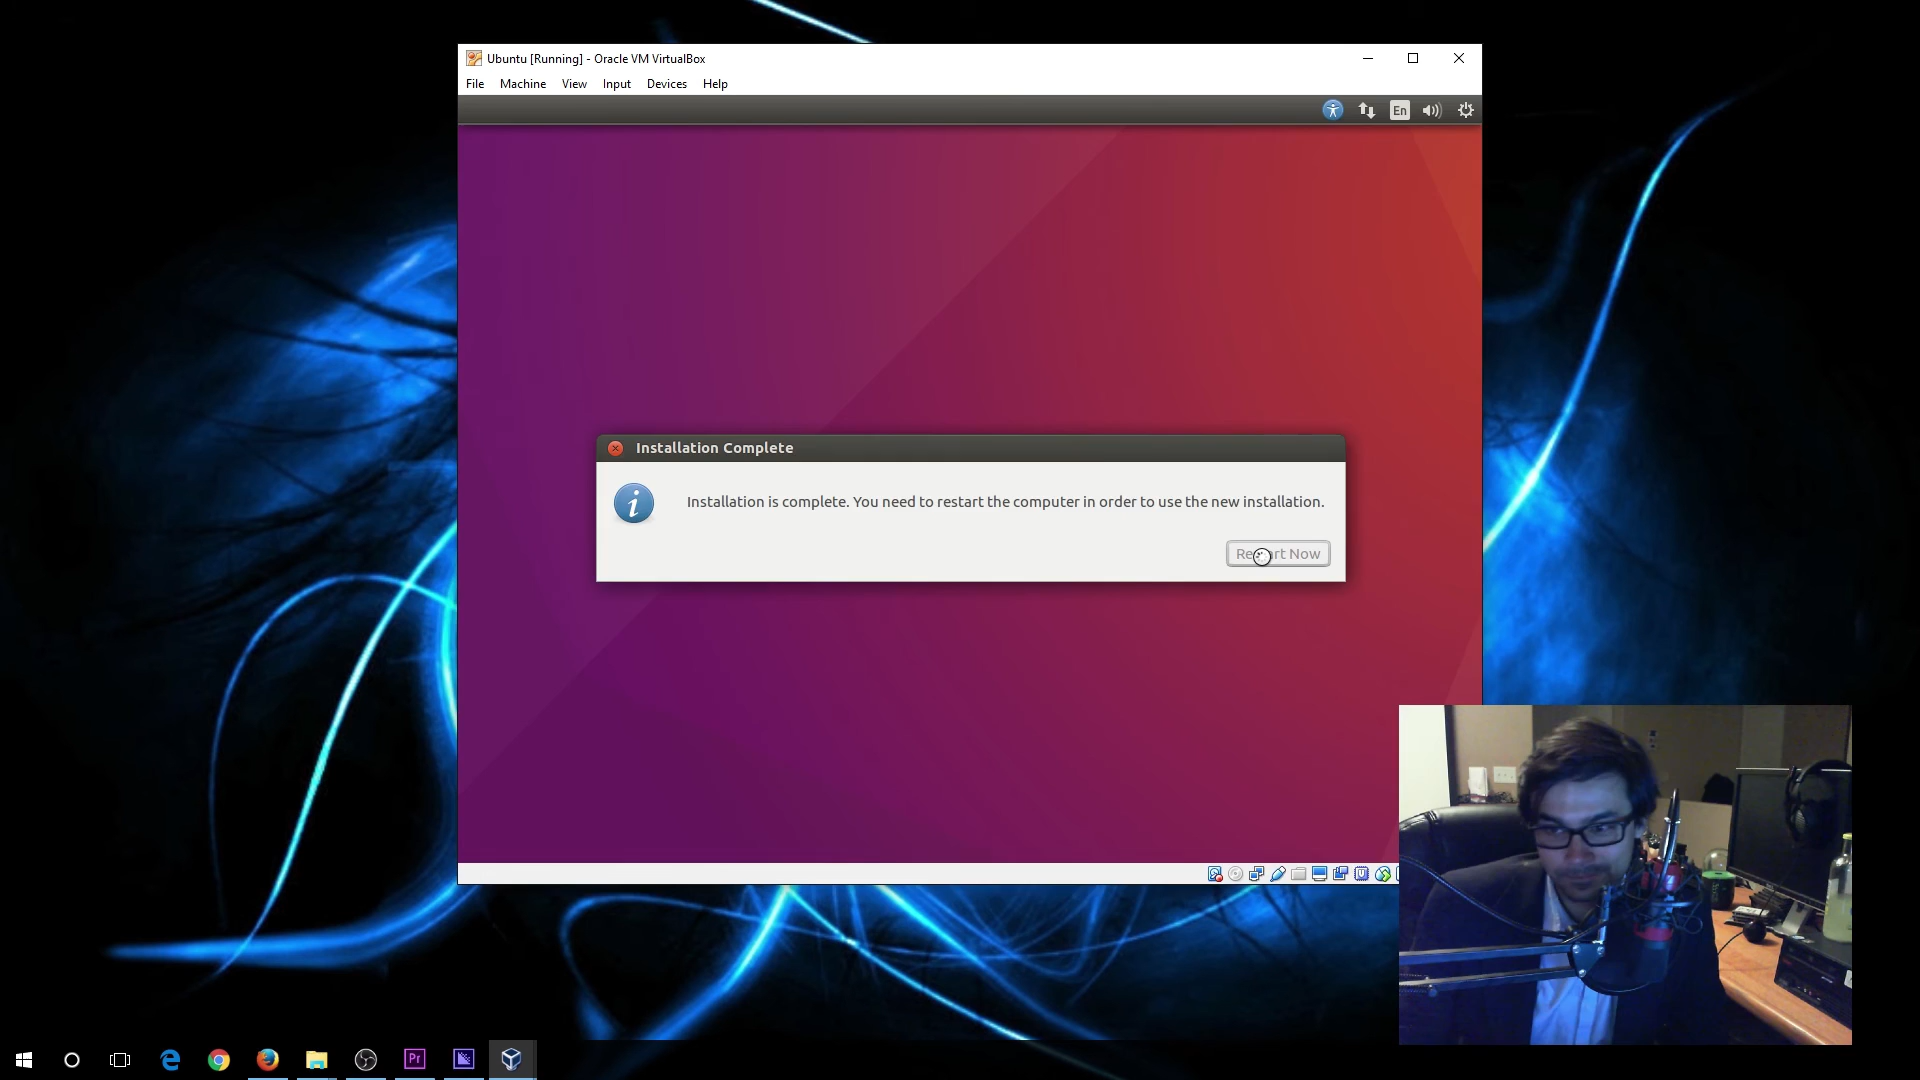 Ubuntu [Running] - Oracle VM VirtualBox
File Machine View Input Devices Help
En
Installation Complete
Installation is complete. You need to restart the computer in order to use the new installation.
Restart Now
Pr